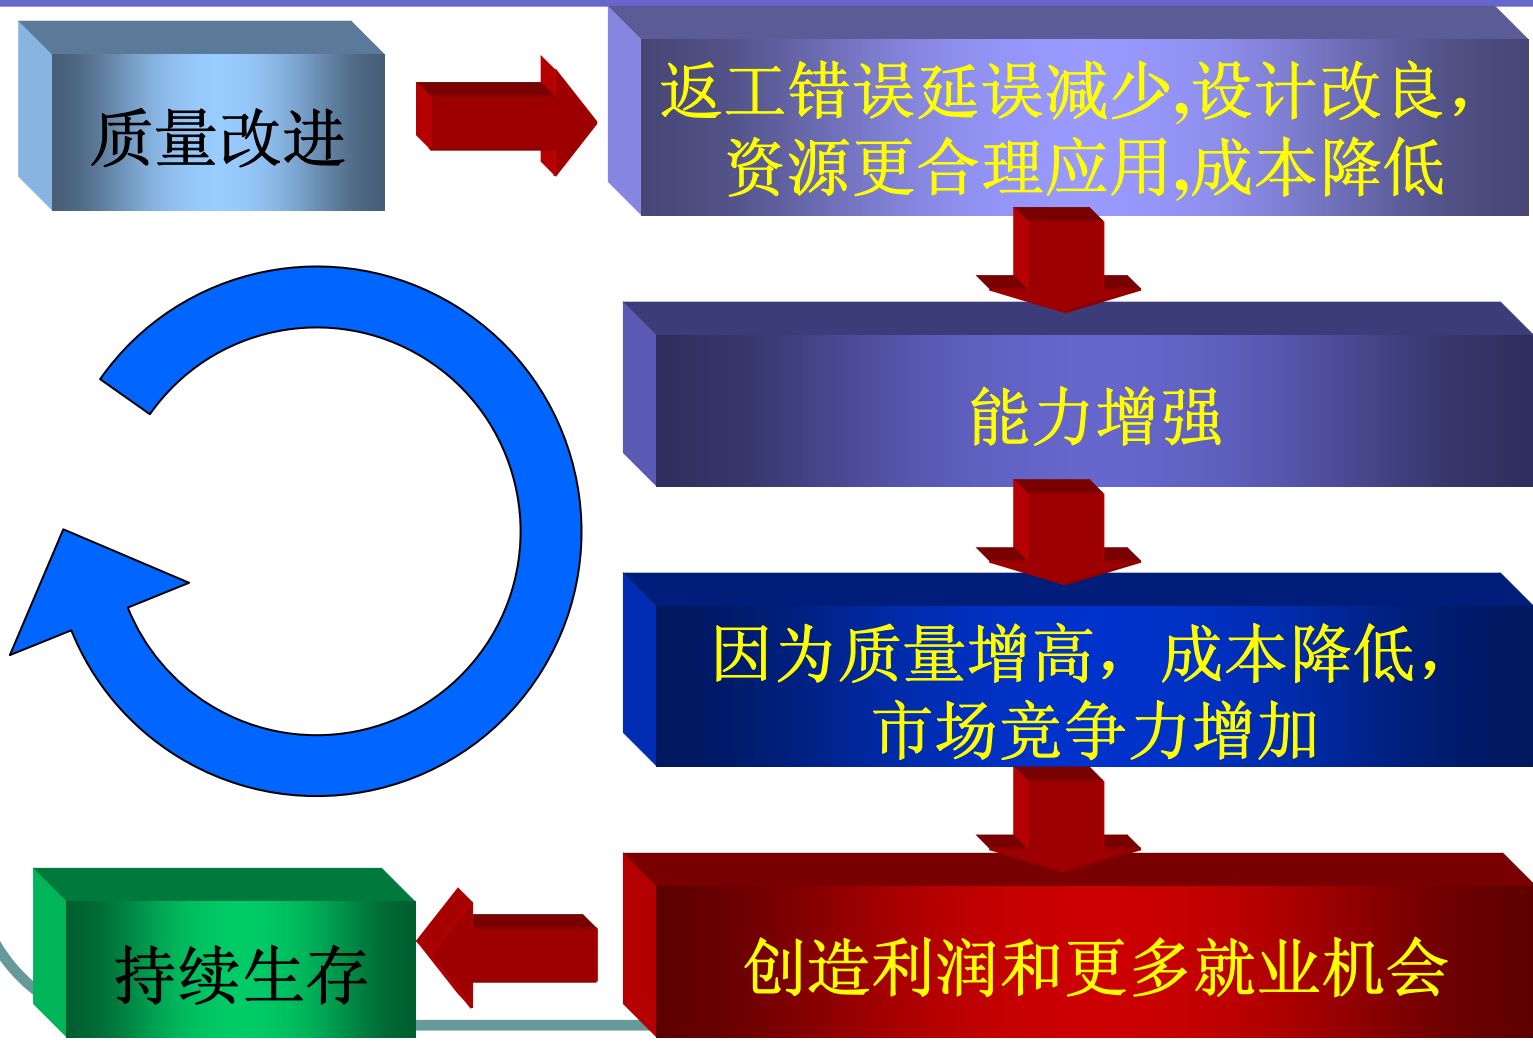 质量改进
返工错误延误减少,设计改良，
资源更合理应用,成本降低
能力增强
因为质量增高，成本降低，
市场竞争力增加
创造利润和更多就业机会
持续生存